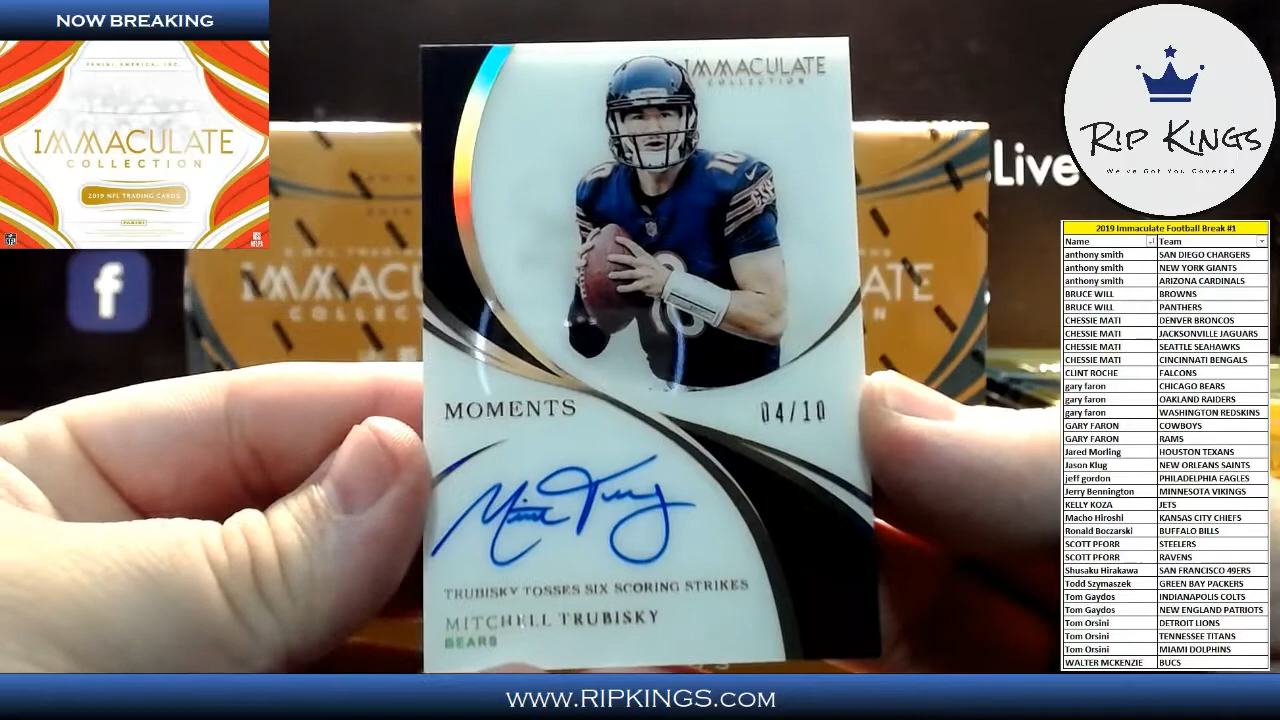 NOW BREAKING
PANINI AMERICA, INC.
IMMACULATE
COLLECTION
2019 NFL TRADING CARDS
PANINI
NFL
f
IMMACULATE
COLLECTION
10
10
MOMENTS
04/10
TRUBISKY TOSSES SIX SCORING STRIKES
MITCHELL TRUBISKY
BEARS
Live
RIP KINGS
We've Got You Covered
2019 Immaculate Football Break #1
Name Team
anthony smith SAN DIEGO CHARGERS
anthony smith NEW YORK GIANTS
anthony smith ARIZONA CARDINALS
BRUCE WILL BROWNS
BRUCE WILL PANTHERS
CHESSIE MATI DENVER BRONCOS
CHESSIE MATI JACKSONVILLE JAGUARS
CHESSIE MATI SEATTLE SEAHAWKS
CHESSIE MATI CINCINNATI BENGALS
CLINT ROCHE FALCONS
gary faron CHICAGO BEARS
gary faron OAKLAND RAIDERS
gary faron WASHINGTON REDSKINS
GARY FARON COWBOYS
GARY FARON RAMS
Jared Morling HOUSTON TEXANS
Jason Klug NEW ORLEANS SAINTS
jeff gordon PHILADELPHIA EAGLES
Jerry Bennington MINNESOTA VIKINGS
KELLY KOZA JETS
Macho Hiroshi KANSAS CITY CHIEFS
Ronald Boczarski BUFFALO BILLS
SCOTT PFORR STEELERS
SCOTT PFORR RAVENS
Shusaku Hirakawa SAN FRANCISCO 49ERS
Todd Szymaszek GREEN BAY PACKERS
Tom Gaydos INDIANAPOLIS COLTS
Tom Gaydos NEW ENGLAND PATRIOTS
Tom Orsini DETROIT LIONS
Tom Orsini TENNESSEE TITANS
Tom Orsini MIAMI DOLPHINS
WALTER MCKENZIE BUCS
WWW.RIPKINGS.COM